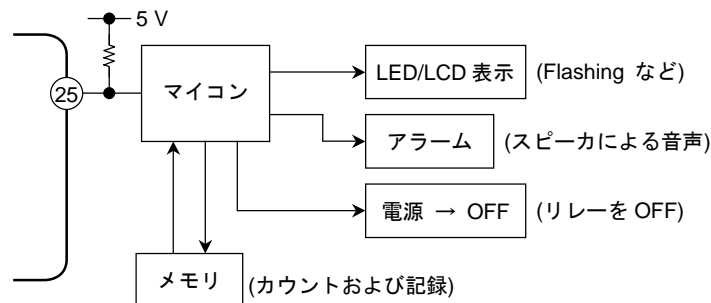 5 V
25
マイコン
LED/LCD 表示 (Flashing など)
アラーム (スピーカによる音声)
電源 → OFF (リレーを OFF)
メモリ (カウントおよび記録)